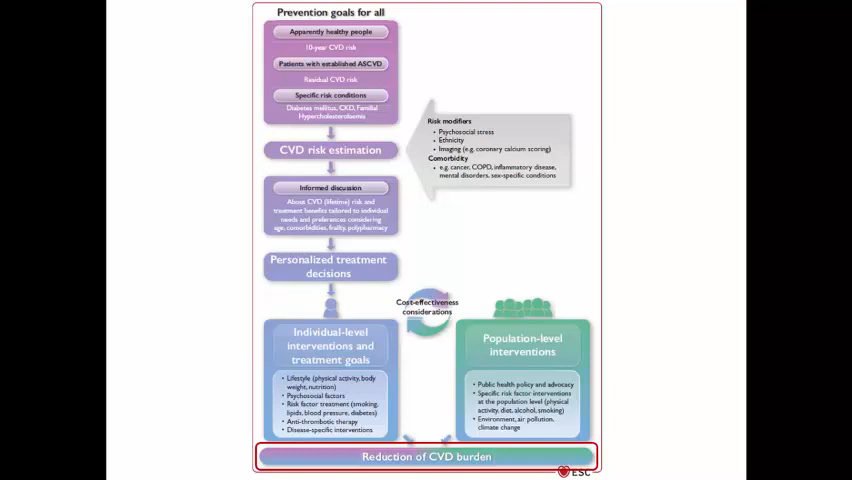 Prevention goals for all
Apparently healthy people
10-year CVD risk
Patients with established ASCVD
Residual CVD risk
Specific risk conditions
Diabetes mellitus, CKD, Familial
Hypercholesterolaemia
CVD risk estimation
Risk modifiers
• Psychosocial stress
• Ethnicity
• Imaging (e.g. coronary calcium scoring)
Comorbidity
• e.g. cancer, COPD, inflammatory disease,
mental disorders, sex-specific conditions
Informed discussion
About CVD (lifetime) risk and
treatment benefits tailored to individual
needs and preferences considering
age, comorbidities, frailty, polypharmacy
Personalized treatment
decisions
Cost-effectiveness
considerations
Individual-level
interventions and
treatment goals
• Lifestyle (physical activity, body
weight, nutrition)
• Psychosocial factors
• Risk factor treatment (smoking,
lipids, blood pressure, diabetes)
• Anti-thrombotic therapy
• Disease-specific interventions
Population-level
interventions
• Public health policy and advocacy
• Specific risk factor interventions
at the population level (physical
activity, diet, alcohol, smoking)
• Environment, air pollution,
climate change
Reduction of CVD burden
ESC